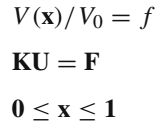 V(𝐱)/V₀ = f
𝐊𝐔 = 𝐅
𝟎 ≤ 𝐱 ≤ 𝟏